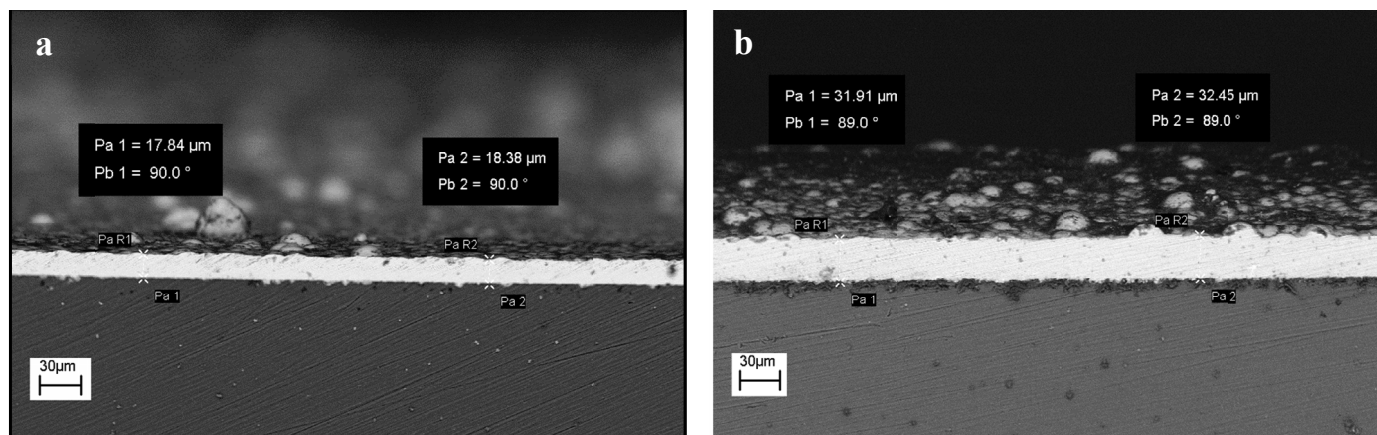 a
Pa 1 = 17.84 µm
Pb 1 = 90.0 °
Pa 2 = 18.38 µm
Pb 2 = 90.0 °
Pa R1
Pa R2
Pa 1
Pa 2
30µm
b
Pa 1 = 31.91 µm
Pb 1 = 89.0 °
Pa 2 = 32.45 µm
Pb 2 = 89.0 °
Pa R1
Pa R2
Pa 1
Pa 2
30µm